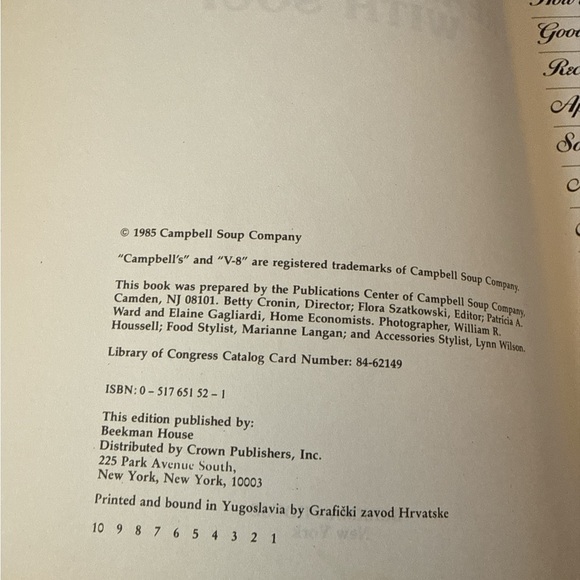 © 1985 Campbell Soup Company
"Campbell's" and "V-8" are registered trademarks of Campbell Soup Company.
This book was prepared by the Publications Center of Campbell Soup Company,
Camden, NJ 08101. Betty Cronin, Director; Flora Szatkowski, Editor; Patricia A.
Ward and Elaine Gagliardi, Home Economists. Photographer, William R.
Houssell; Food Stylist, Marianne Langan; and Accessories Stylist, Lynn Wilson.
Library of Congress Catalog Card Number: 84-62149
ISBN: 0 – 517 651 52 – 1
This edition published by:
Beekman House
Distributed by Crown Publishers, Inc.
225 Park Avenue South,
New York, New York, 10003
Printed and bound in Yugoslavia by Grafički zavod Hrvatske
10 9 8 7 6 5 4 3 2 1